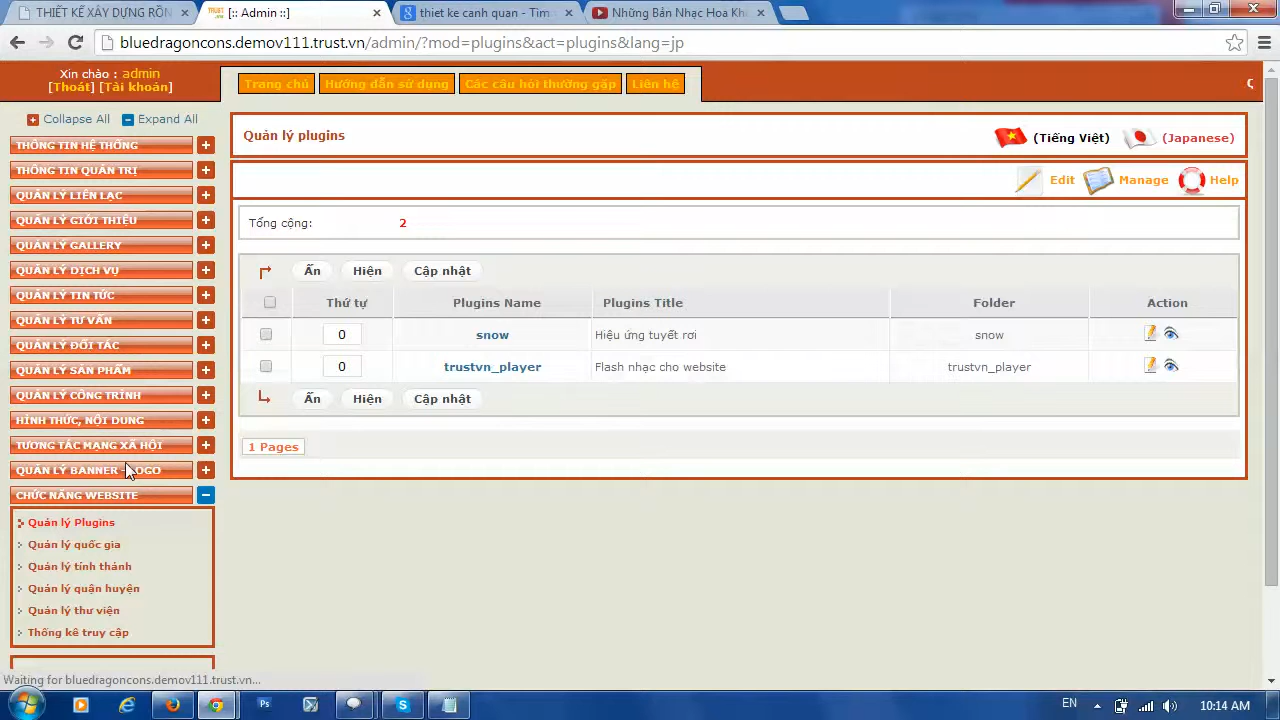 THIẾT KẾ XÂY DỰNG RỒN
[:: Admin ::]
thiet ke canh quan - Tìm
Những Bản Nhạc Hoa Kh
bluedragoncons.demov111.trust.vn/admin/?mod=plugins&act=plugins&lang=jp
Xin chào : admin
[Thoát] [Tài khoản]
Trang chủ
Hướng dẫn sử dụng
Các câu hỏi thường gặp
Liên hệ
Collapse All
Expand All
THÔNG TIN HỆ THỐNG
THÔNG TIN QUẢN TRỊ
QUẢN LÝ LIÊN LẠC
QUẢN LÝ GIỚI THIỆU
QUẢN LÝ GALLERY
QUẢN LÝ DỊCH VỤ
QUẢN LÝ TIN TỨC
QUẢN LÝ TƯ VẤN
QUẢN LÝ ĐỐI TÁC
QUẢN LÝ SẢN PHẨM
QUẢN LÝ CÔNG TRÌNH
HÌNH THỨC, NỘI DUNG
TƯƠNG TÁC MẠNG XÃ HỘI
QUẢN LÝ BANNER - LOGO
CHỨC NĂNG WEBSITE
Quản lý Plugins
Quản lý quốc gia
Quản lý tỉnh thành
Quản lý quận huyện
Quản lý thư viện
Thống kê truy cập
Quản lý plugins
(Tiếng Việt)
(Japanese)
Edit
Manage
Help
Tổng cộng: 2
Ẩn Hiện Cập nhật
Thứ tự Plugins Name Plugins Title Folder Action
0 snow Hiệu ứng tuyết rơi snow
0 trustvn_player Flash nhạc cho website trustvn_player
Ẩn Hiện Cập nhật
1 Pages
Waiting for bluedragoncons.demov111.trust.vn...
EN
10:14 AM